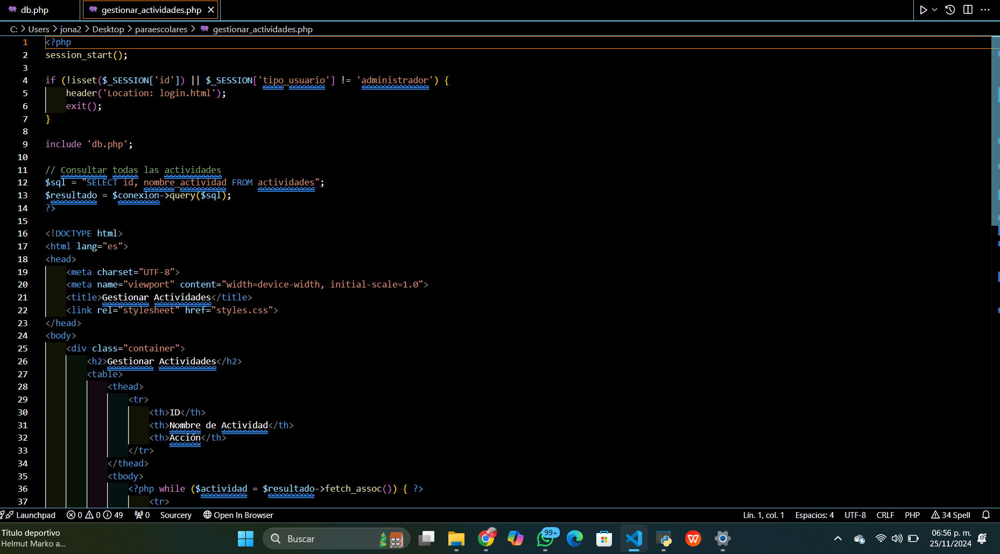 db.php
gestionar_actividades.php
C: > Users > jona2 > Desktop > paraescolares > gestionar_actividades.php
1 <?php
2 session_start();
3
4 if (!isset($_SESSION['id']) || $_SESSION['tipo_usuario'] != 'administrador') {
5     header('Location: login.html');
6     exit();
7 }
8
9 include 'db.php';
10
11 // Consultar todas las actividades
12 $sql = "SELECT id, nombre_actividad FROM actividades";
13 $resultado = $conexion->query($sql);
14 ?>
15
16 <!DOCTYPE html>
17 <html lang="es">
18 <head>
19     <meta charset="UTF-8">
20     <meta name="viewport" content="width=device-width, initial-scale=1.0">
21     <title>Gestionar Actividades</title>
22     <link rel="stylesheet" href="styles.css">
23 </head>
24 <body>
25     <div class="container">
26         <h2>Gestionar Actividades</h2>
27         <table>
28             <thead>
29                 <tr>
30                     <th>ID</th>
31                     <th>Nombre de Actividad</th>
32                     <th>Acción</th>
33                 </tr>
34             </thead>
35             <tbody>
36                 <?php while ($actividad = $resultado->fetch_assoc()) { ?>
37                     <tr>
Launchpad 0 0 49 0 Sourcery Open In Browser Lín. 1, col. 1 Espacios: 4 UTF-8 CRLF PHP 34 Spell
Título deportivo
Helmut Marko a...
Buscar
99+
06:56 p. m.
25/11/2024